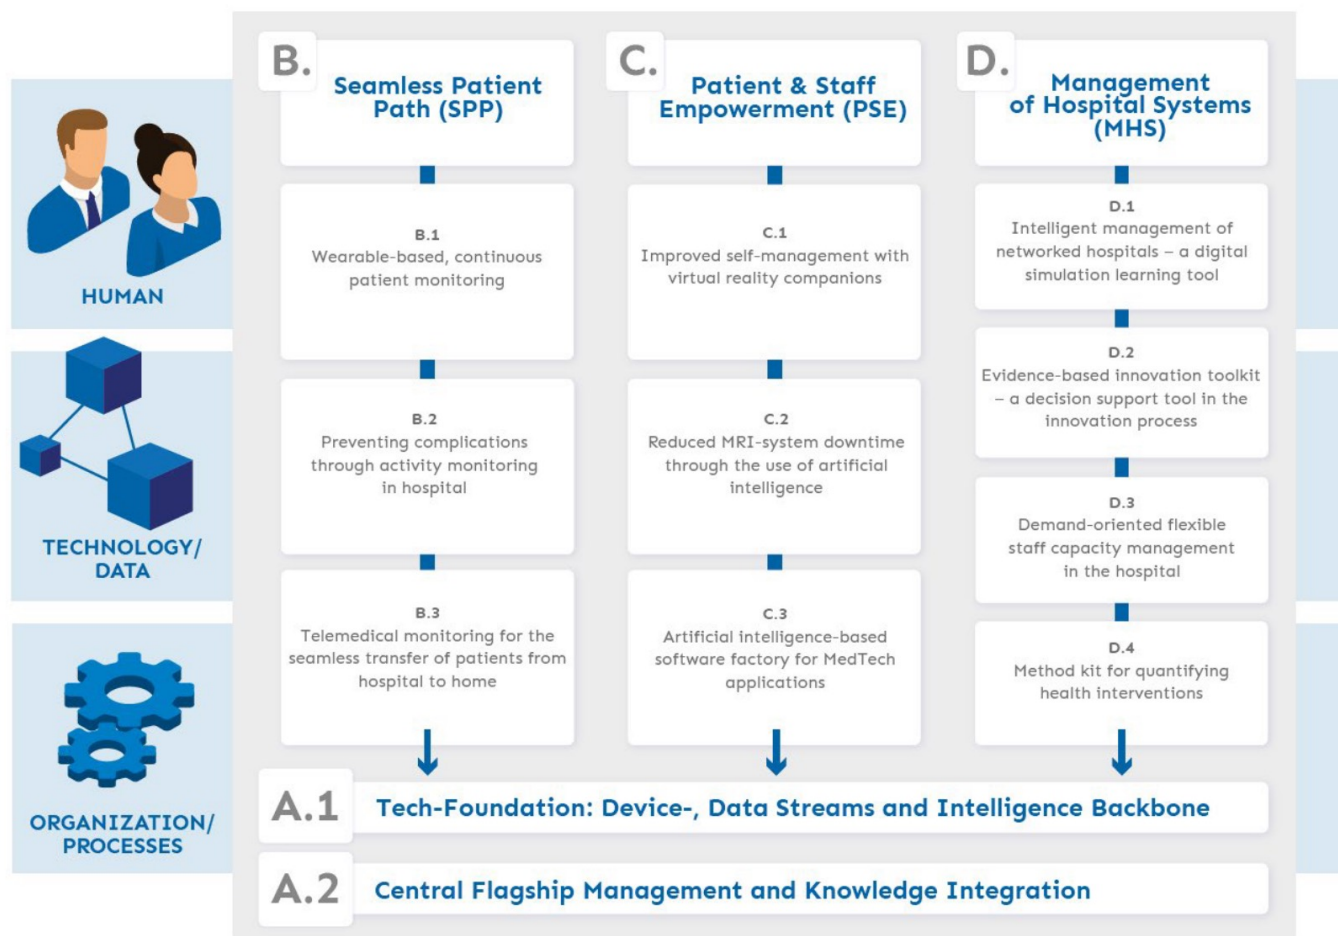 HUMAN
TECHNOLOGY/
DATA
ORGANIZATION/
PROCESSES
B.
Seamless Patient
Path (SPP)
B.1
Wearable-based, continuous
patient monitoring
B.2
Preventing complications
through activity monitoring
in hospital
B.3
Telemedical monitoring for the
seamless transfer of patients from
hospital to home
C.
Patient & Staff
Empowerment (PSE)
C.1
Improved self-management with
virtual reality companions
C.2
Reduced MRI-system downtime
through the use of artificial
intelligence
C.3
Artificial intelligence-based
software factory for MedTech
applications
D.
Management
of Hospital Systems
(MHS)
D.1
Intelligent management of
networked hospitals – a digital
simulation learning tool
D.2
Evidence-based innovation toolkit
– a decision support tool in the
innovation process
D.3
Demand-oriented flexible
staff capacity management
in the hospital
D.4
Method kit for quantifying
health interventions
A.1
Tech-Foundation: Device-, Data Streams and Intelligence Backbone
A.2
Central Flagship Management and Knowledge Integration